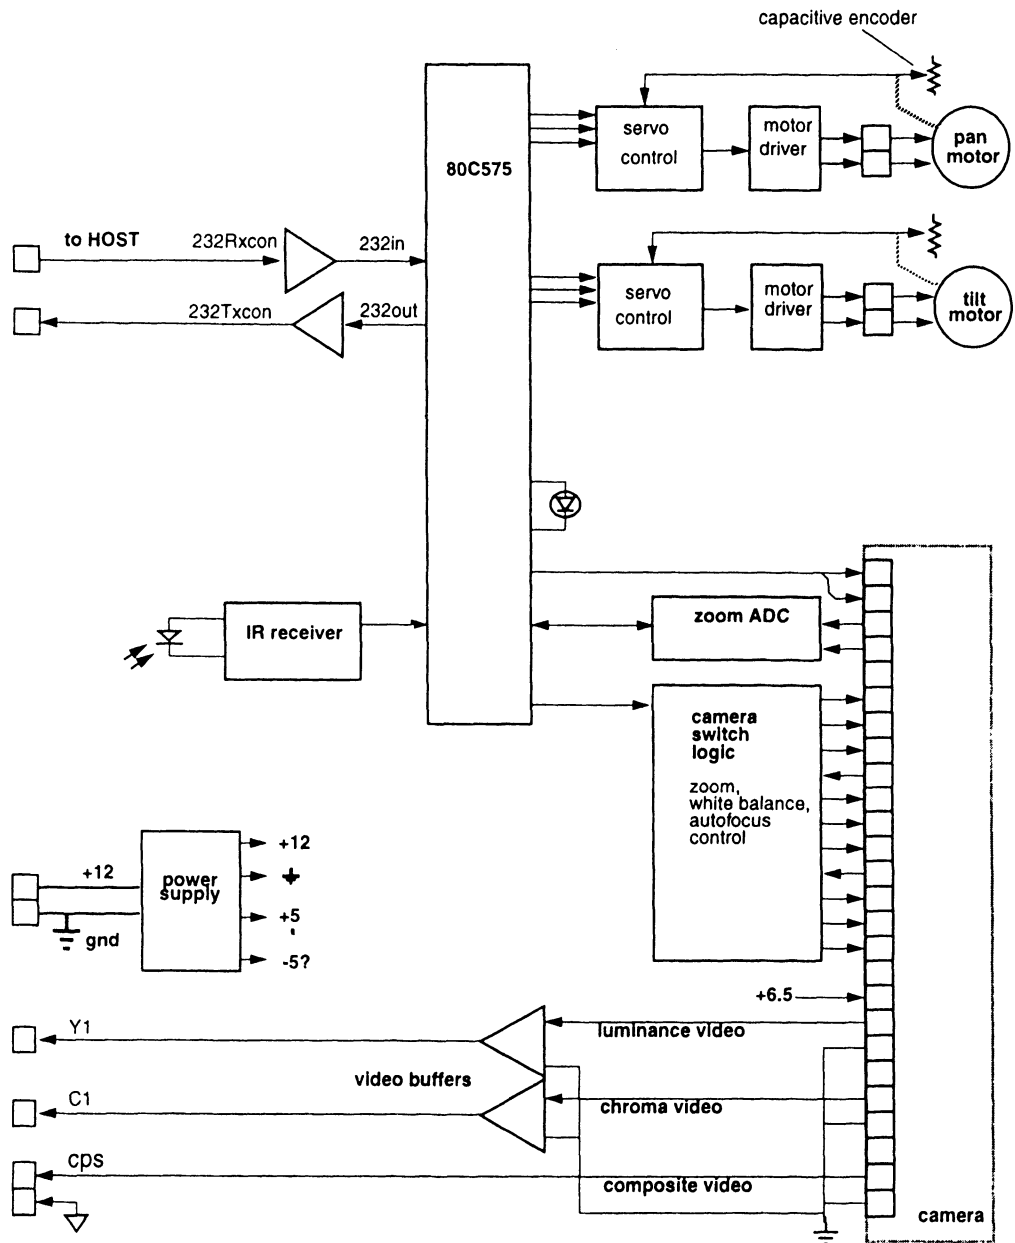 capacitive encoder
80C575
servo
control
motor
driver
pan
motor
to HOST
232Rxcon
232in
232Txcon
232out
servo
control
motor
driver
tilt
motor
IR receiver
zoom ADC
camera
switch
logic
zoom,
white balance,
autofocus
control
+12
power
supply
gnd
+12
+5
-5?
+6.5
Y1
luminance video
video buffers
C1
chroma video
cps
composite video
camera